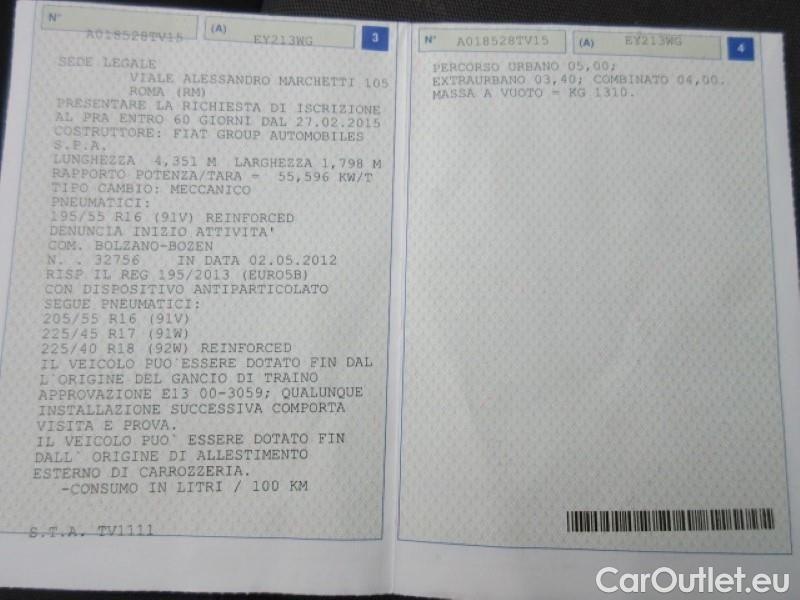 N° A018528TV15 (A) EY213WG 3
SEDE LEGALE
VIALE ALESSANDRO MARCHETTI 105
ROMA (RM)
PRESENTARE LA RICHIESTA DI ISCRIZIONE
AL PRA ENTRO 60 GIORNI DAL 27.02.2015
COSTRUTTORE: FIAT GROUP AUTOMOBILES
S.P.A.
LUNGHEZZA 4,351 M LARGHEZZA 1,798 M
RAPPORTO POTENZA/TARA = 55,596 KW/T
TIPO CAMBIO: MECCANICO
PNEUMATICI:
195/55 R16 (91V) REINFORCED
DENUNCIA INIZIO ATTIVITA'
COM. BOLZANO-BOZEN
N. . 32756 IN DATA 02.05.2012
RISP IL REG 195/2013 (EURO5B)
CON DISPOSITIVO ANTIPARTICOLATO
SEGUE PNEUMATICI:
205/55 R16 (91V)
225/45 R17 (91W)
225/40 R18 (92W) REINFORCED
IL VEICOLO PUO`ESSERE DOTATO FIN DAL
L`ORIGINE DEL GANCIO DI TRAINO
APPROVAZIONE E13 00-3059; QUALUNQUE
INSTALLAZIONE SUCCESSIVA COMPORTA
VISITA E PROVA.
IL VEICOLO PUO` ESSERE DOTATO FIN
DALL` ORIGINE DI ALLESTIMENTO
ESTERNO DI CARROZZERIA.
-CONSUMO IN LITRI / 100 KM
S.T.A. TV1111
N° A018528TV15 (A) EY213WG 4
PERCORSO URBANO 05,00;
EXTRAURBANO 03,40; COMBINATO 04,00.
MASSA A VUOTO = KG 1310.
CarOutlet.eu